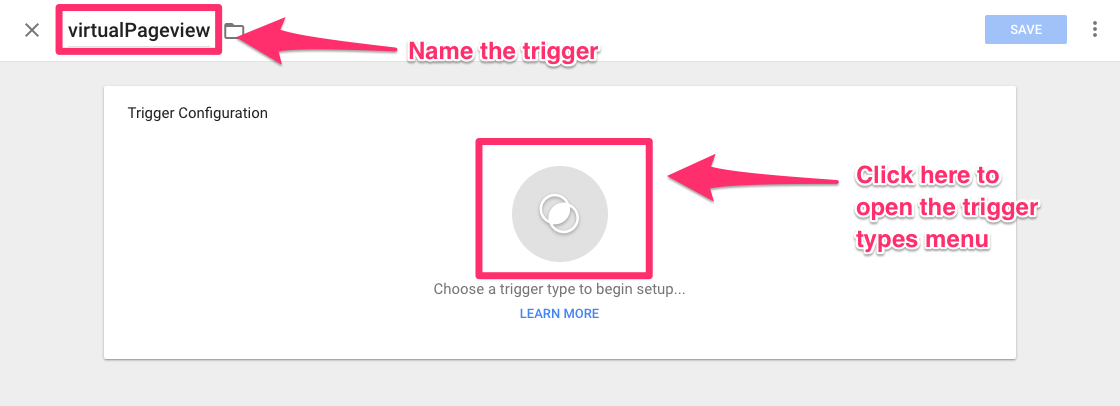 virtualPageview
Name the trigger
SAVE
Trigger Configuration
Click here to
open the trigger
types menu
Choose a trigger type to begin setup...
LEARN MORE